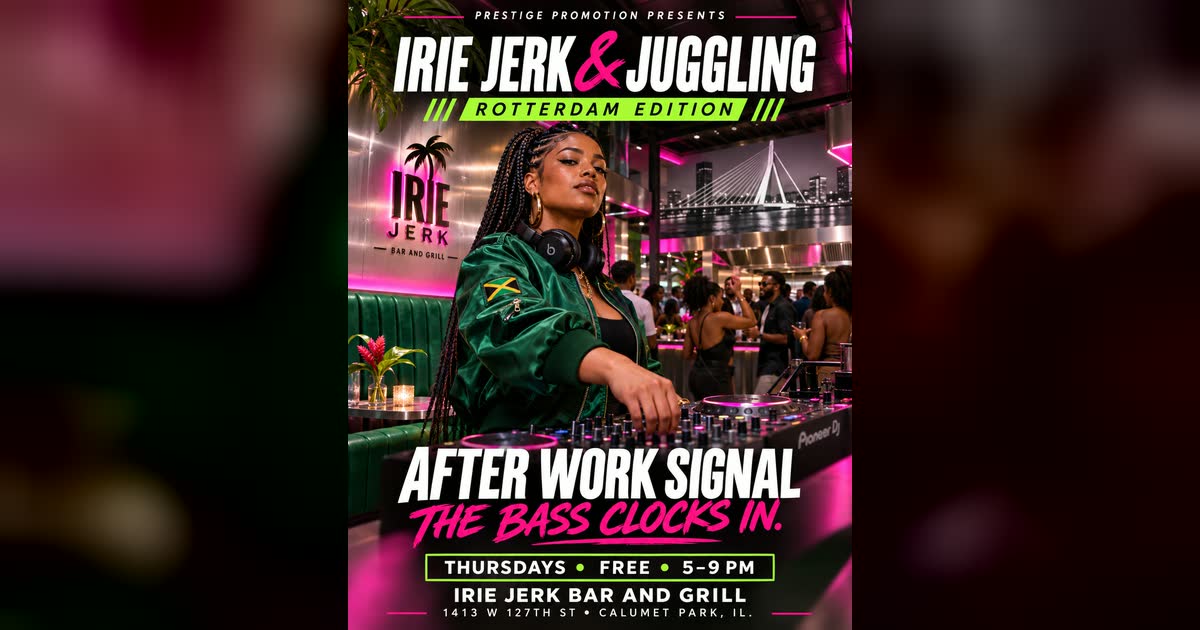 PRESTIGE PROMOTION PRESENTS
IRIE JERK & JUGGLING
ROTTERDAM EDITION
IRIE
JERK
BAR AND GRILL
b
Pioneer DJ
AFTER WORK SIGNAL
THE BASS CLOCKS IN.
THURSDAYS • FREE • 5–9 PM
IRIE JERK BAR AND GRILL
1413 W 127TH ST • CALUMET PARK, IL.